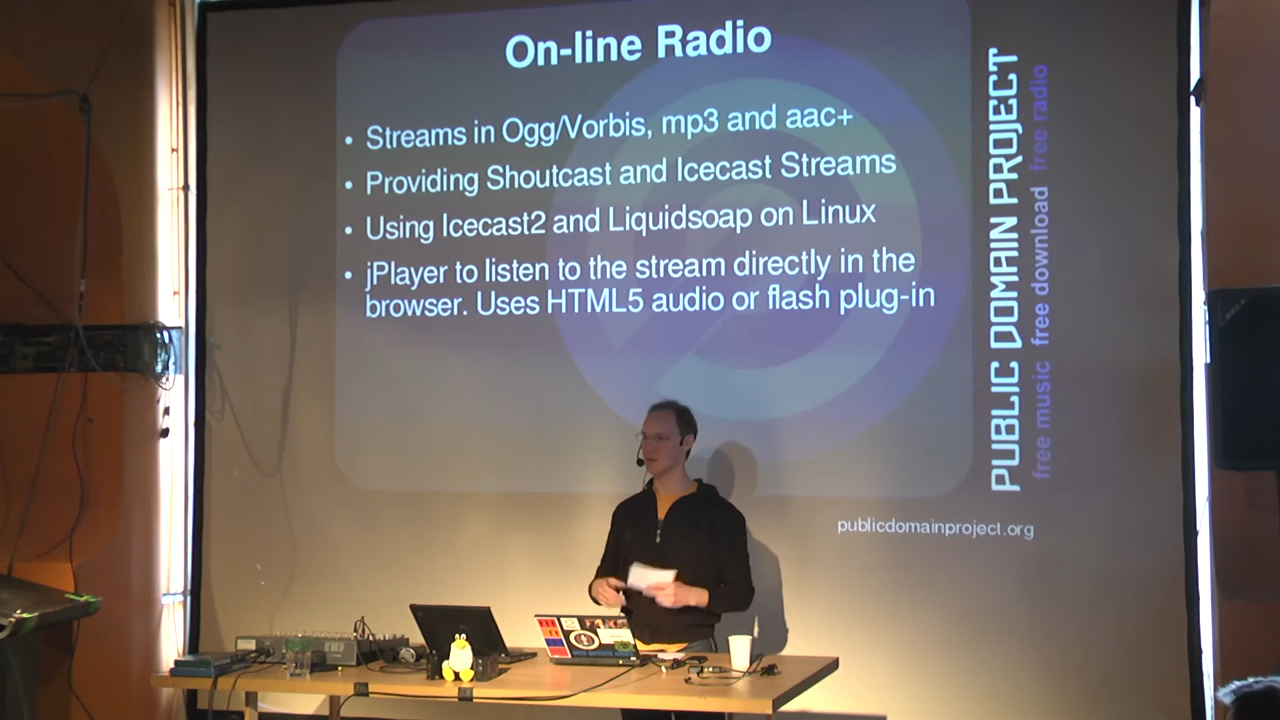 On-line Radio
• Streams in Ogg/Vorbis, mp3 and aac+
• Providing Shoutcast and Icecast Streams
• Using Icecast2 and Liquidsoap on Linux
• jPlayer to listen to the stream directly in the
browser. Uses HTML5 audio or flash plug-in
PUBLIC DOMAIN PROJECT
free music free download free radio
publicdomainproject.org